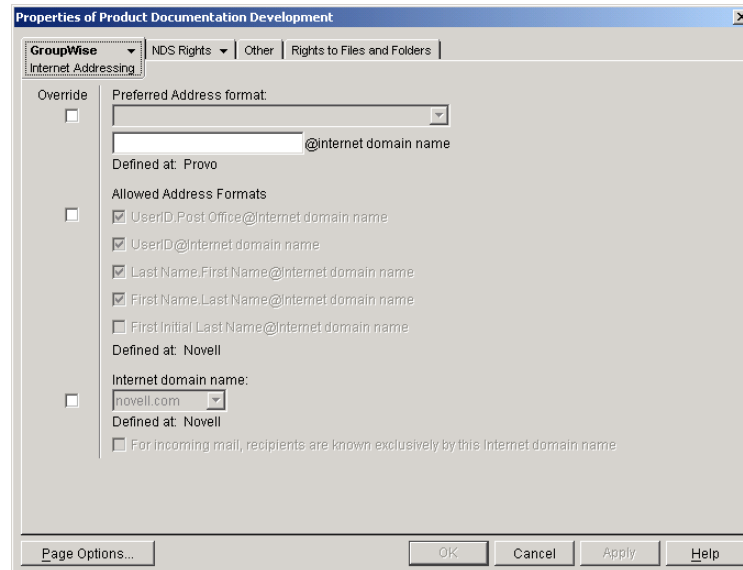 Properties of Product Documentation Development
GroupWise
NDS Rights
Other
Rights to Files and Folders
Internet Addressing
Override
Preferred Address format:
@internet domain name
Defined at: Provo
Allowed Address Formats
UserID.Post Office@Internet domain name
UserID@Internet domain name
Last Name.First Name@Internet domain name
First Name.Last Name@Internet domain name
First Initial Last Name@Internet domain name
Defined at: Novell
Internet domain name:
novell.com
Defined at: Novell
For incoming mail, recipients are known exclusively by this Internet domain name
Page Options...
OK
Cancel
Apply
Help